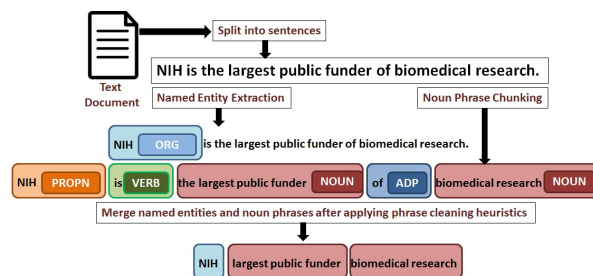 Split into sentences
NIH is the largest public funder of biomedical research.
Text
Document
Named Entity Extraction
Noun Phrase Chunking
NIH ORG is the largest public funder of biomedical research.
NIH PROPN is VERB the largest public funder NOUN of ADP biomedical research NOUN
Merge named entities and noun phrases after applying phrase cleaning heuristics
NIH largest public funder biomedical research